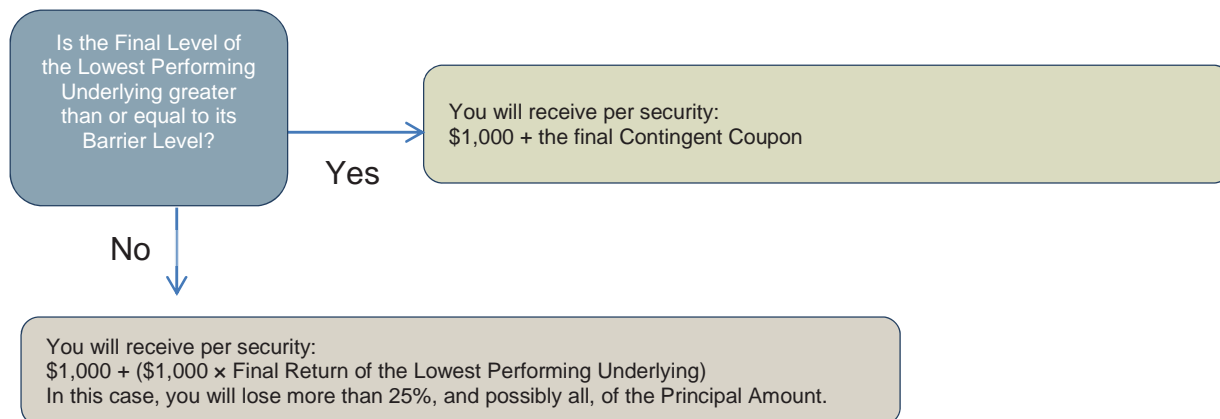 Is the Final Level of
the Lowest Performing
Underlying greater
than or equal to its
Barrier Level?
You will receive per security:
$1,000 + the final Contingent Coupon
Yes
No
You will receive per security:
$1,000 + ($1,000 × Final Return of the Lowest Performing Underlying)
In this case, you will lose more than 25%, and possibly all, of the Principal Amount.